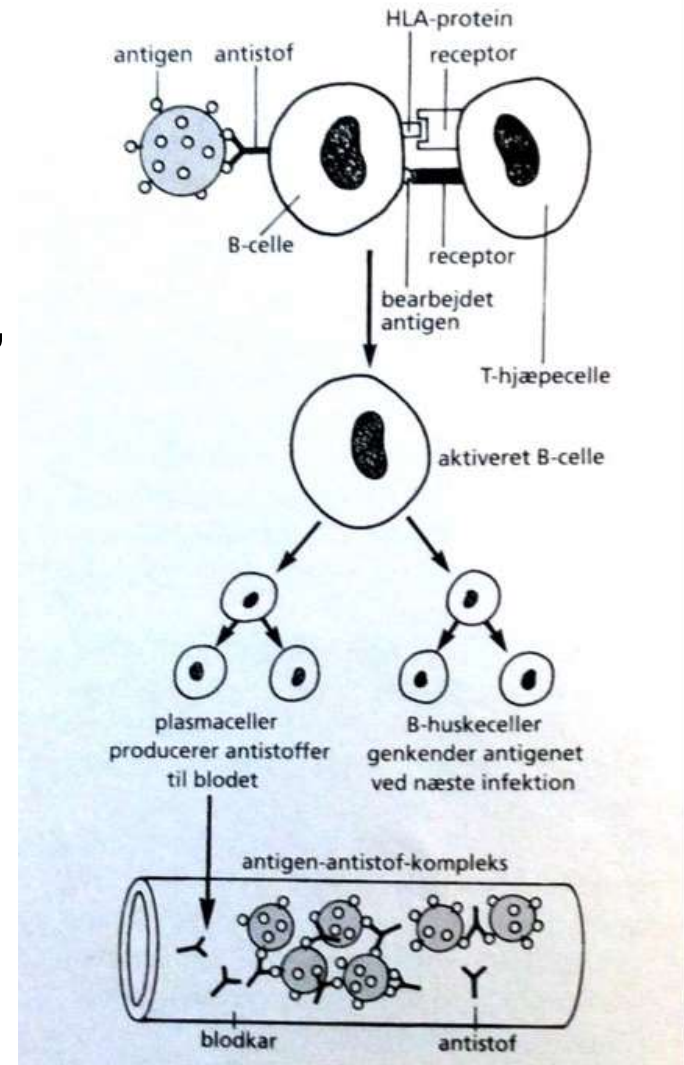 HLA-protein
antigen
antistof
receptor
B-celle
receptor
bearbejdet
antigen
T-hjæpecelle
aktiveret B-celle
plasmaceller
producerer antistoffer
til blodet
B-huskeceller
genkender antigenet
ved næste infektion
antigen-antistof-kompleks
blodkar
antistof